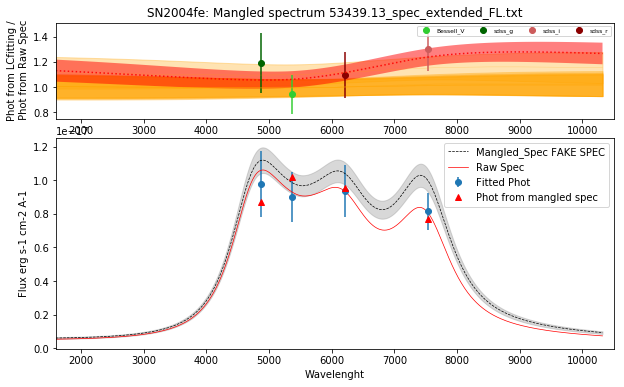 SN2004fe: Mangled spectrum 53439.13_spec_extended_FL.txt
Phot from LCfitting /
Phot from Raw Spec
1.4
1.2
1.0
0.8
Bessell_V
sdss_g
sdss_i
sdss_r
2000 3000 4000 5000 6000 7000 8000 9000 10000
1e-17
Flux erg s-1 cm-2 A-1
1.2
1.0
0.8
0.6
0.4
0.2
0.0
Mangled_Spec FAKE SPEC
Raw Spec
Fitted Phot
Phot from mangled spec
2000 3000 4000 5000 6000 7000 8000 9000 10000
Wavelenght